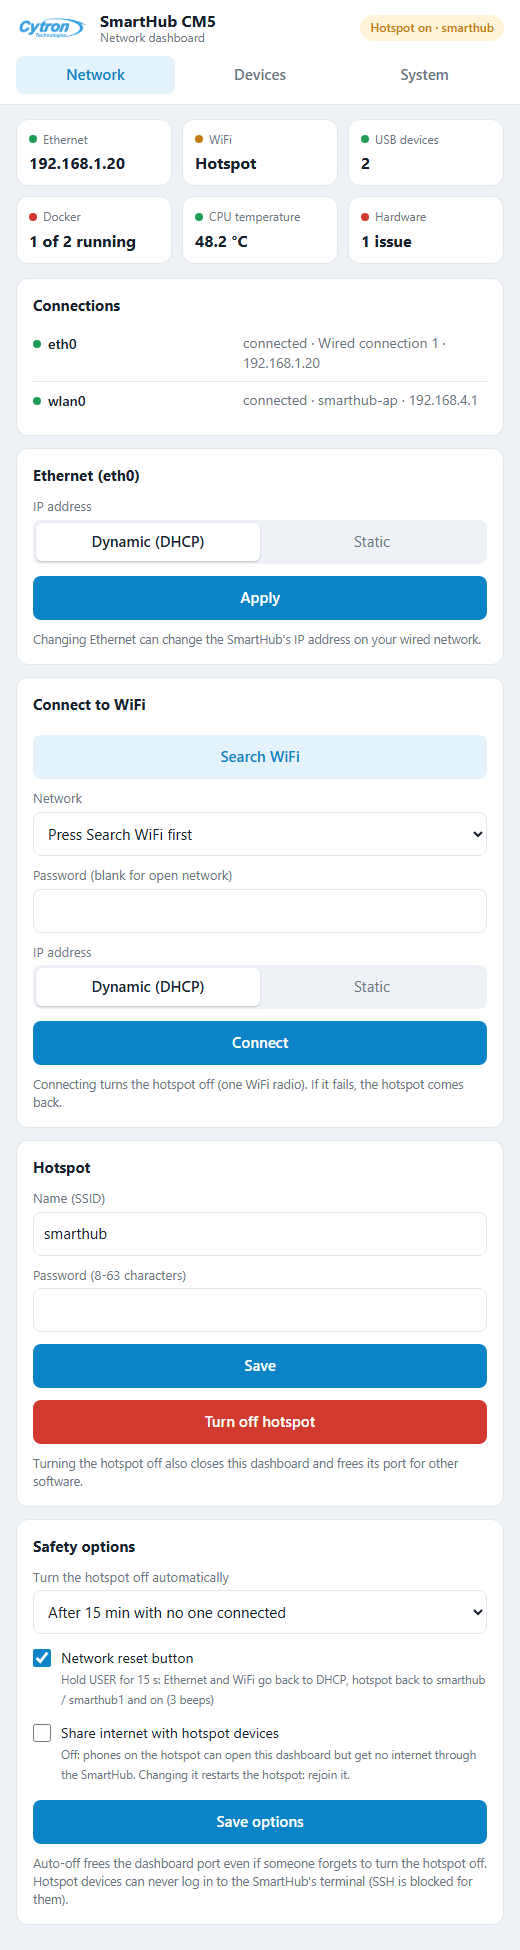 Cytron
Technologies
SmartHub CM5
Network dashboard
Hotspot on · smarthub
Network
Devices
System
Ethernet
192.168.1.20
WiFi
Hotspot
USB devices
2
Docker
1 of 2 running
CPU temperature
48.2 °C
Hardware
1 issue
Connections
eth0
connected · Wired connection 1 ·
192.168.1.20
wlan0
connected · smarthub-ap · 192.168.4.1
Ethernet (eth0)
IP address
Dynamic (DHCP)
Static
Apply
Changing Ethernet can change the SmartHub's IP address on your wired network.
Connect to WiFi
Search WiFi
Network
Press Search WiFi first
Password (blank for open network)
IP address
Dynamic (DHCP)
Static
Connect
Connecting turns the hotspot off (one WiFi radio). If it fails, the hotspot comes
back.
Hotspot
Name (SSID)
smarthub
Password (8-63 characters)
Save
Turn off hotspot
Turning the hotspot off also closes this dashboard and frees its port for other
software.
Safety options
Turn the hotspot off automatically
After 15 min with no one connected
Network reset button
Hold USER for 15 s: Ethernet and WiFi go back to DHCP, hotspot back to smarthub
/ smarthub1 and on (3 beeps)
Share internet with hotspot devices
Off: phones on the hotspot can open this dashboard but get no internet through
the SmartHub. Changing it restarts the hotspot: rejoin it.
Save options
Auto-off frees the dashboard port even if someone forgets to turn the hotspot off.
Hotspot devices can never log in to the SmartHub's terminal (SSH is blocked for
them).